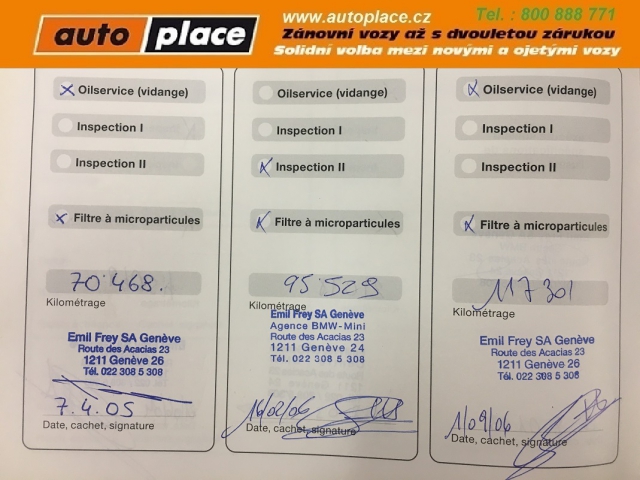 auto place
www.autoplace.cz
Tel. : 800 888 771
Zánovní vozy až s dvouletou zárukou
Solidní volba mezi novými a ojetými vozy
x Oilservice (vidange)
Inspection I
Inspection II
x Filtre à microparticules
70'468.
Kilométrage
Emil Frey SA Genève
Route des Acacias 23
1211 Genève 26
Tél. 022 308 5 308
7.4.05
Date, cachet, signature
Oilservice (vidange)
Inspection I
x Inspection II
x Filtre à microparticules
95'529
Kilométrage
Emil Frey SA Genève
Agence BMW-Mini
Route des Acacias 23
1211 Genève 24
Tél. 022 308 5 308
16/02/06
Date, cachet, signature
x Oilservice (vidange)
Inspection I
Inspection II
x Filtre à microparticules
117301
Kilométrage
Emil Frey SA Genève
Route des Acacias 23
1211 Genève 26
Tél. 022 308 5 308
1/09/06
Date, cachet, signature